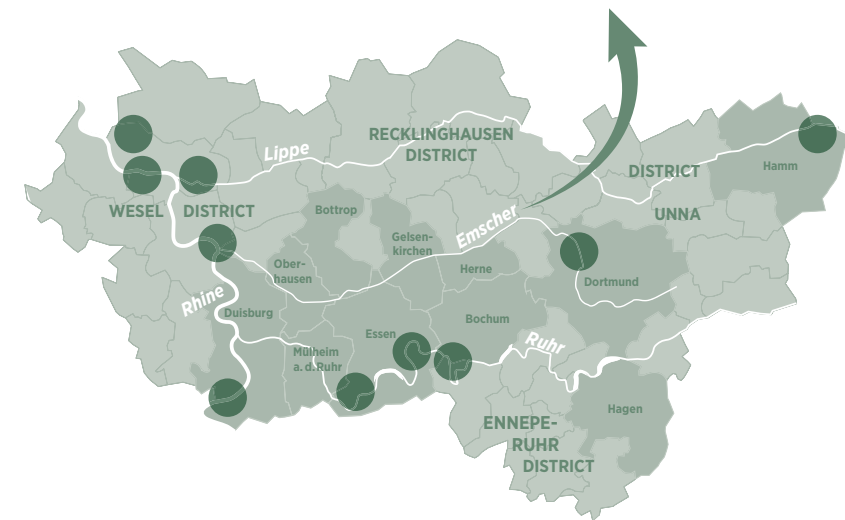 RECKLINGHAUSEN
DISTRICT
Lippe
DISTRICT
UNNA
Hamm
WESEL DISTRICT
Bottrop
Gelsen-
kirchen
Emscher
Ober-
hausen
Herne
Dortmund
Rhine
Duisburg
Bochum
Essen
Ruhr
Mülheim
a. d. Ruhr
Hagen
ENNEPE-
RUHR
DISTRICT